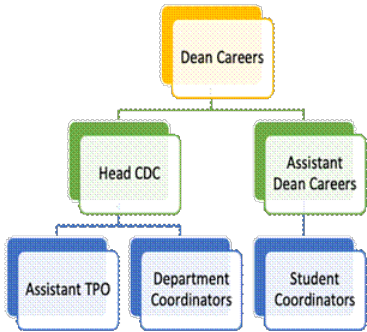 Dean Careers
Head CDC
Assistant
Dean Careers
Assistant TPO
Department
Coordinators
Student
Coordinators